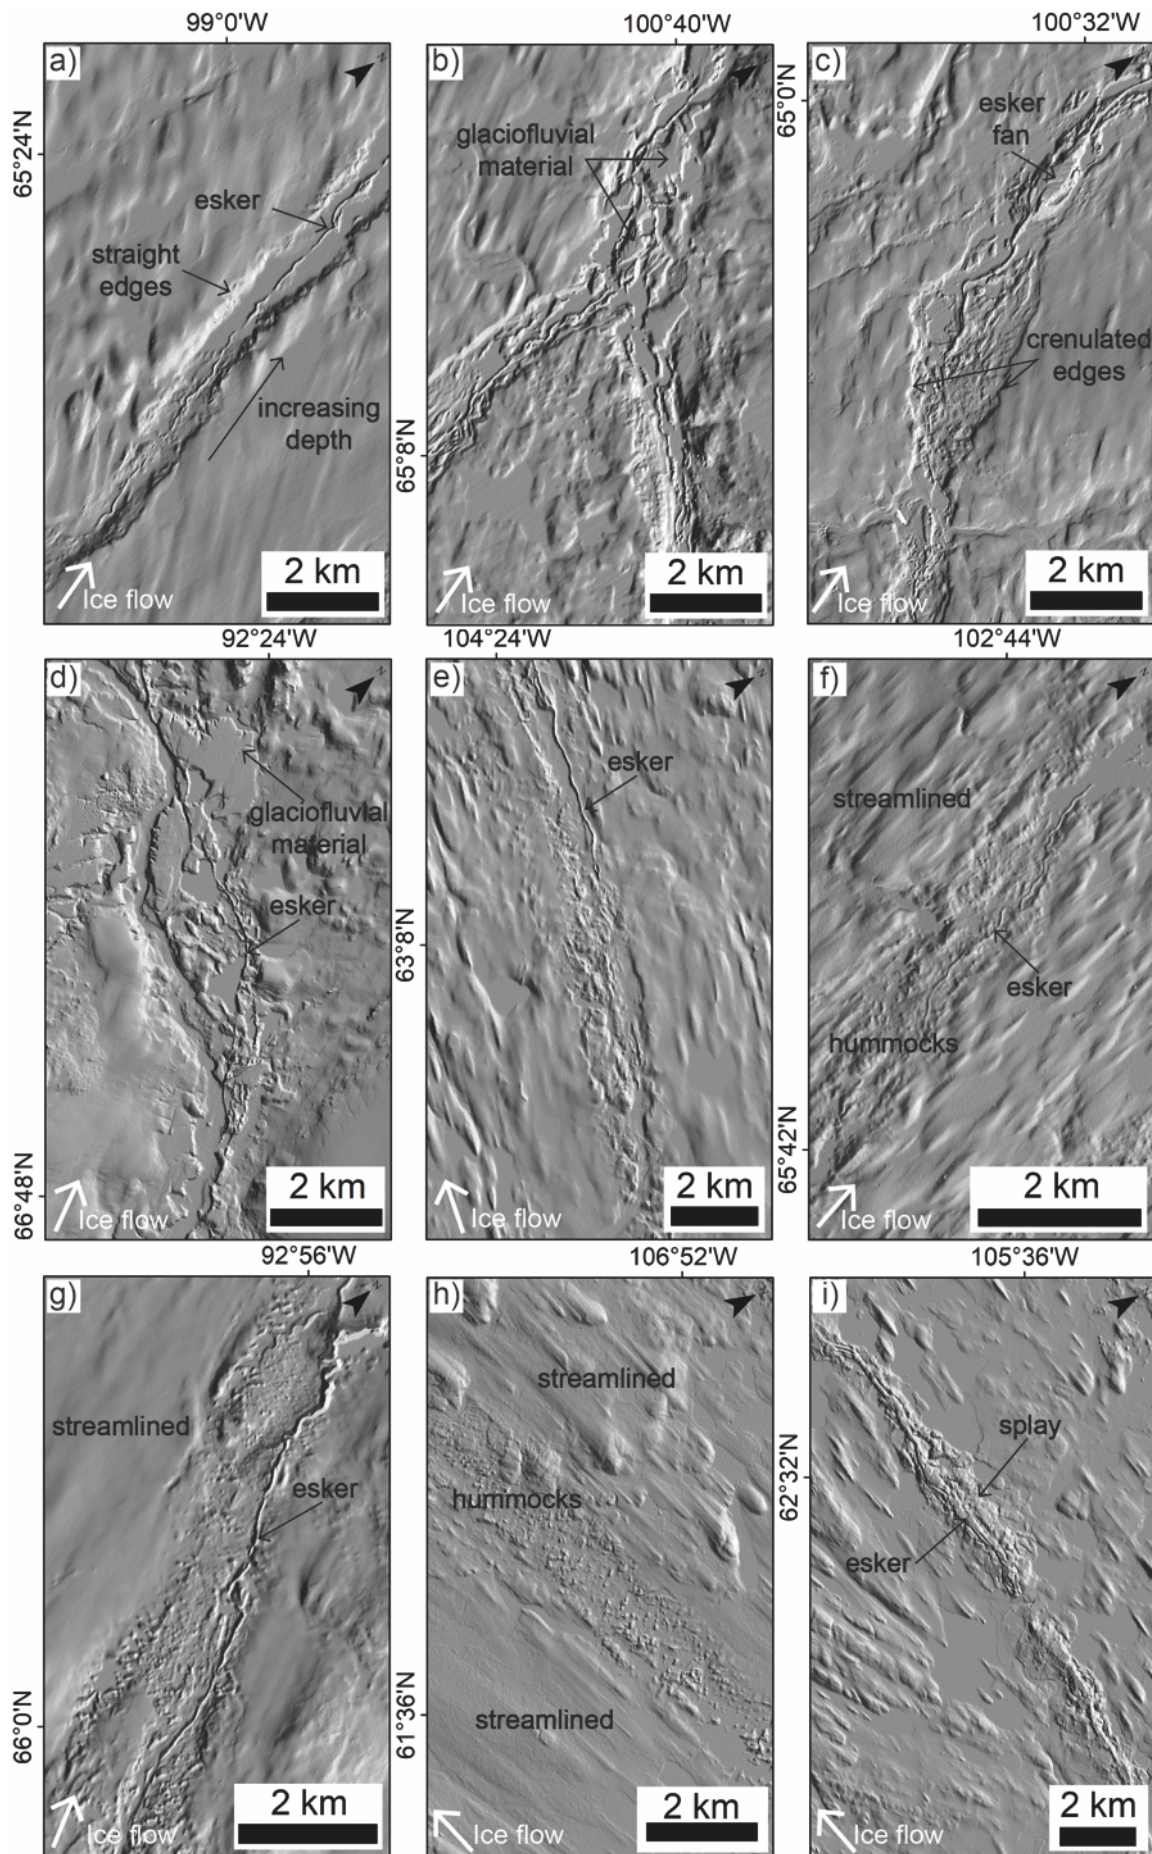 99°0'W
100°40'W
100°32'W
a)
N
b)
N
c)
N
65°24'N
65°8'N
65°0'N
esker
straight
edges
increasing
depth
2 km
Ice flow
glaciofluvial
material
2 km
Ice flow
esker
fan
crenulated
edges
2 km
Ice flow
92°24'W
104°24'W
102°44'W
d)
N
e)
N
f)
N
66°48'N
63°8'N
65°42'N
glaciofluvial
material
esker
2 km
Ice flow
esker
2 km
Ice flow
streamlined
esker
hummocks
2 km
Ice flow
92°56'W
106°52'W
105°36'W
g)
N
h)
N
i)
N
66°0'N
61°36'N
62°32'N
streamlined
esker
2 km
Ice flow
streamlined
hummocks
streamlined
2 km
Ice flow
splay
esker
2 km
Ice flow